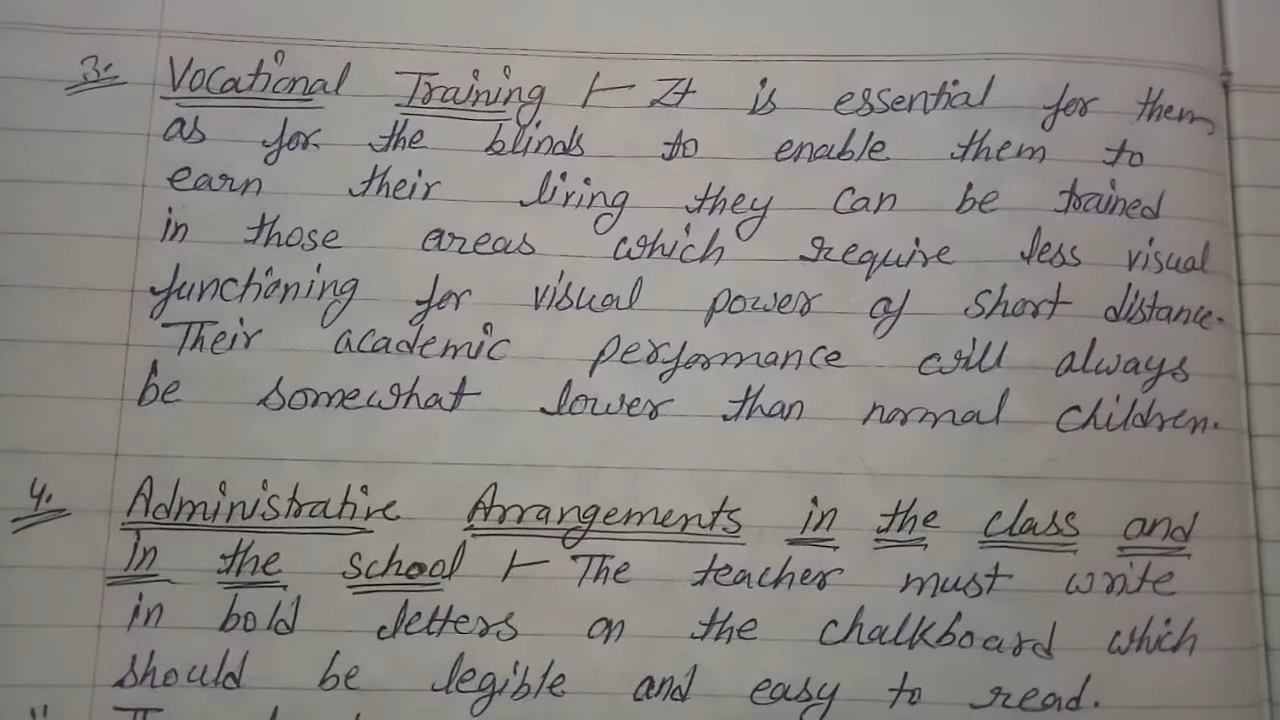 3. Vocational Training :- It is essential for them
as for the blinds to enable them to
earn their living they can be trained
in those areas which require less visual
functioning for visual power of short distance.
Their academic performance will always
be somewhat lower than normal children.
4. Administrative Arrangements in the class and
in the school :- The teacher must write
in bold letters on the chalkboard which
should be legible and easy to read.